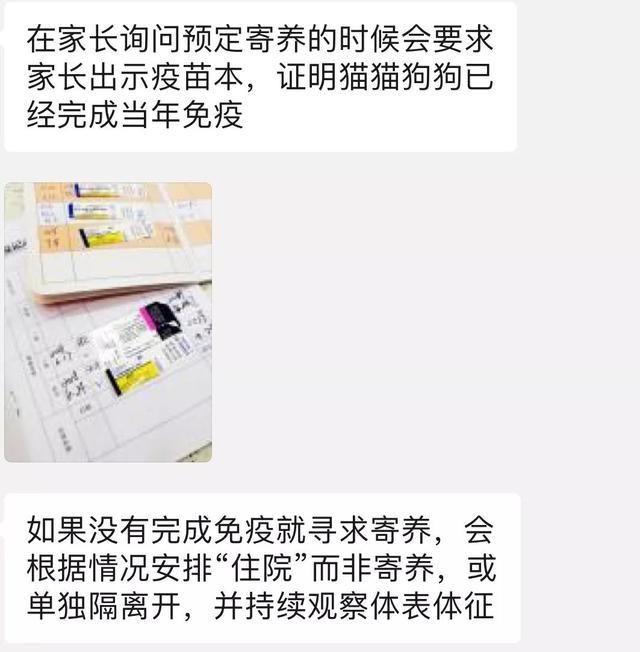 在家长询问预定寄养的时候会要求
家长出示疫苗本，证明猫猫狗狗已
经完成当年免疫
如果没有完成免疫就寻求寄养，会
根据情况安排“住院”而非寄养，或
单独隔离开，并持续观察体表体征